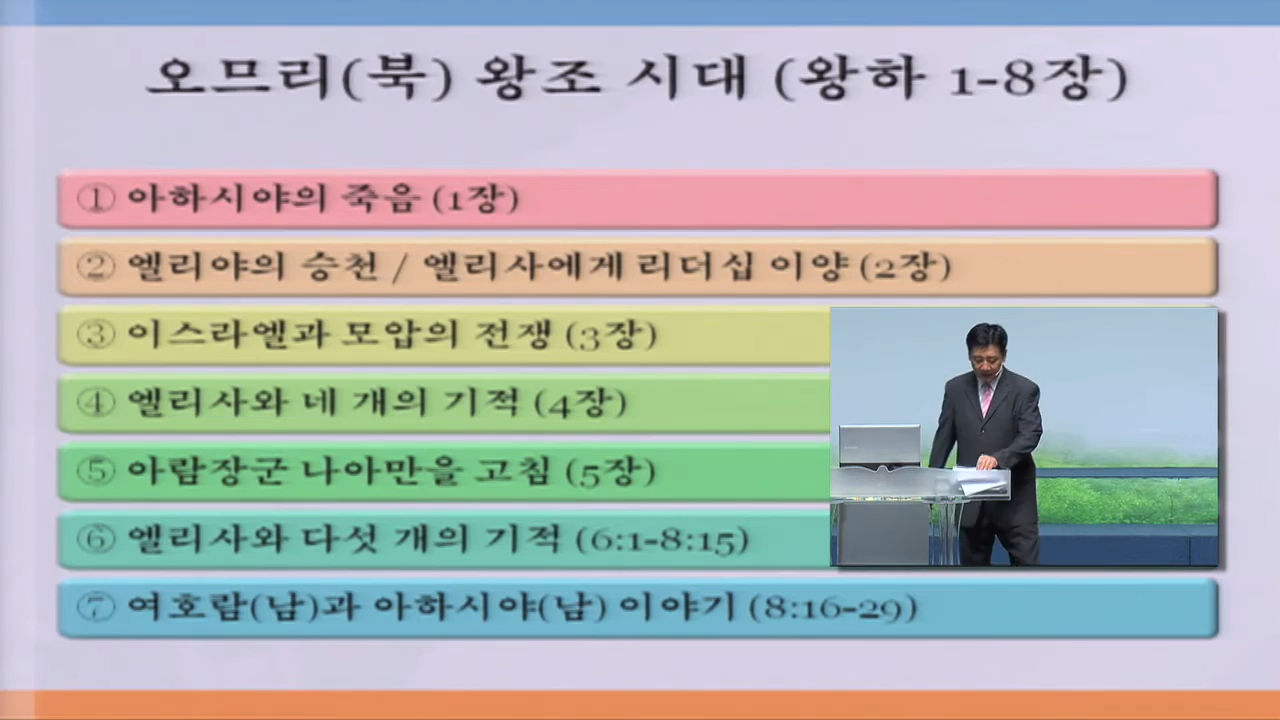 오므리(북) 왕조 시대 (왕하 1-8장)
① 아하시야의 죽음 (1장)
② 엘리야의 승천 / 엘리사에게 리더십 이양 (2장)
③ 이스라엘과 모압의 전쟁 (3장)
④ 엘리사와 네 개의 기적 (4장)
⑤ 아람장군 나아만을 고침 (5장)
⑥ 엘리사와 다섯 개의 기적 (6:1-8:15)
⑦ 여호람(남)과 아하시야(남) 이야기 (8:16-29)